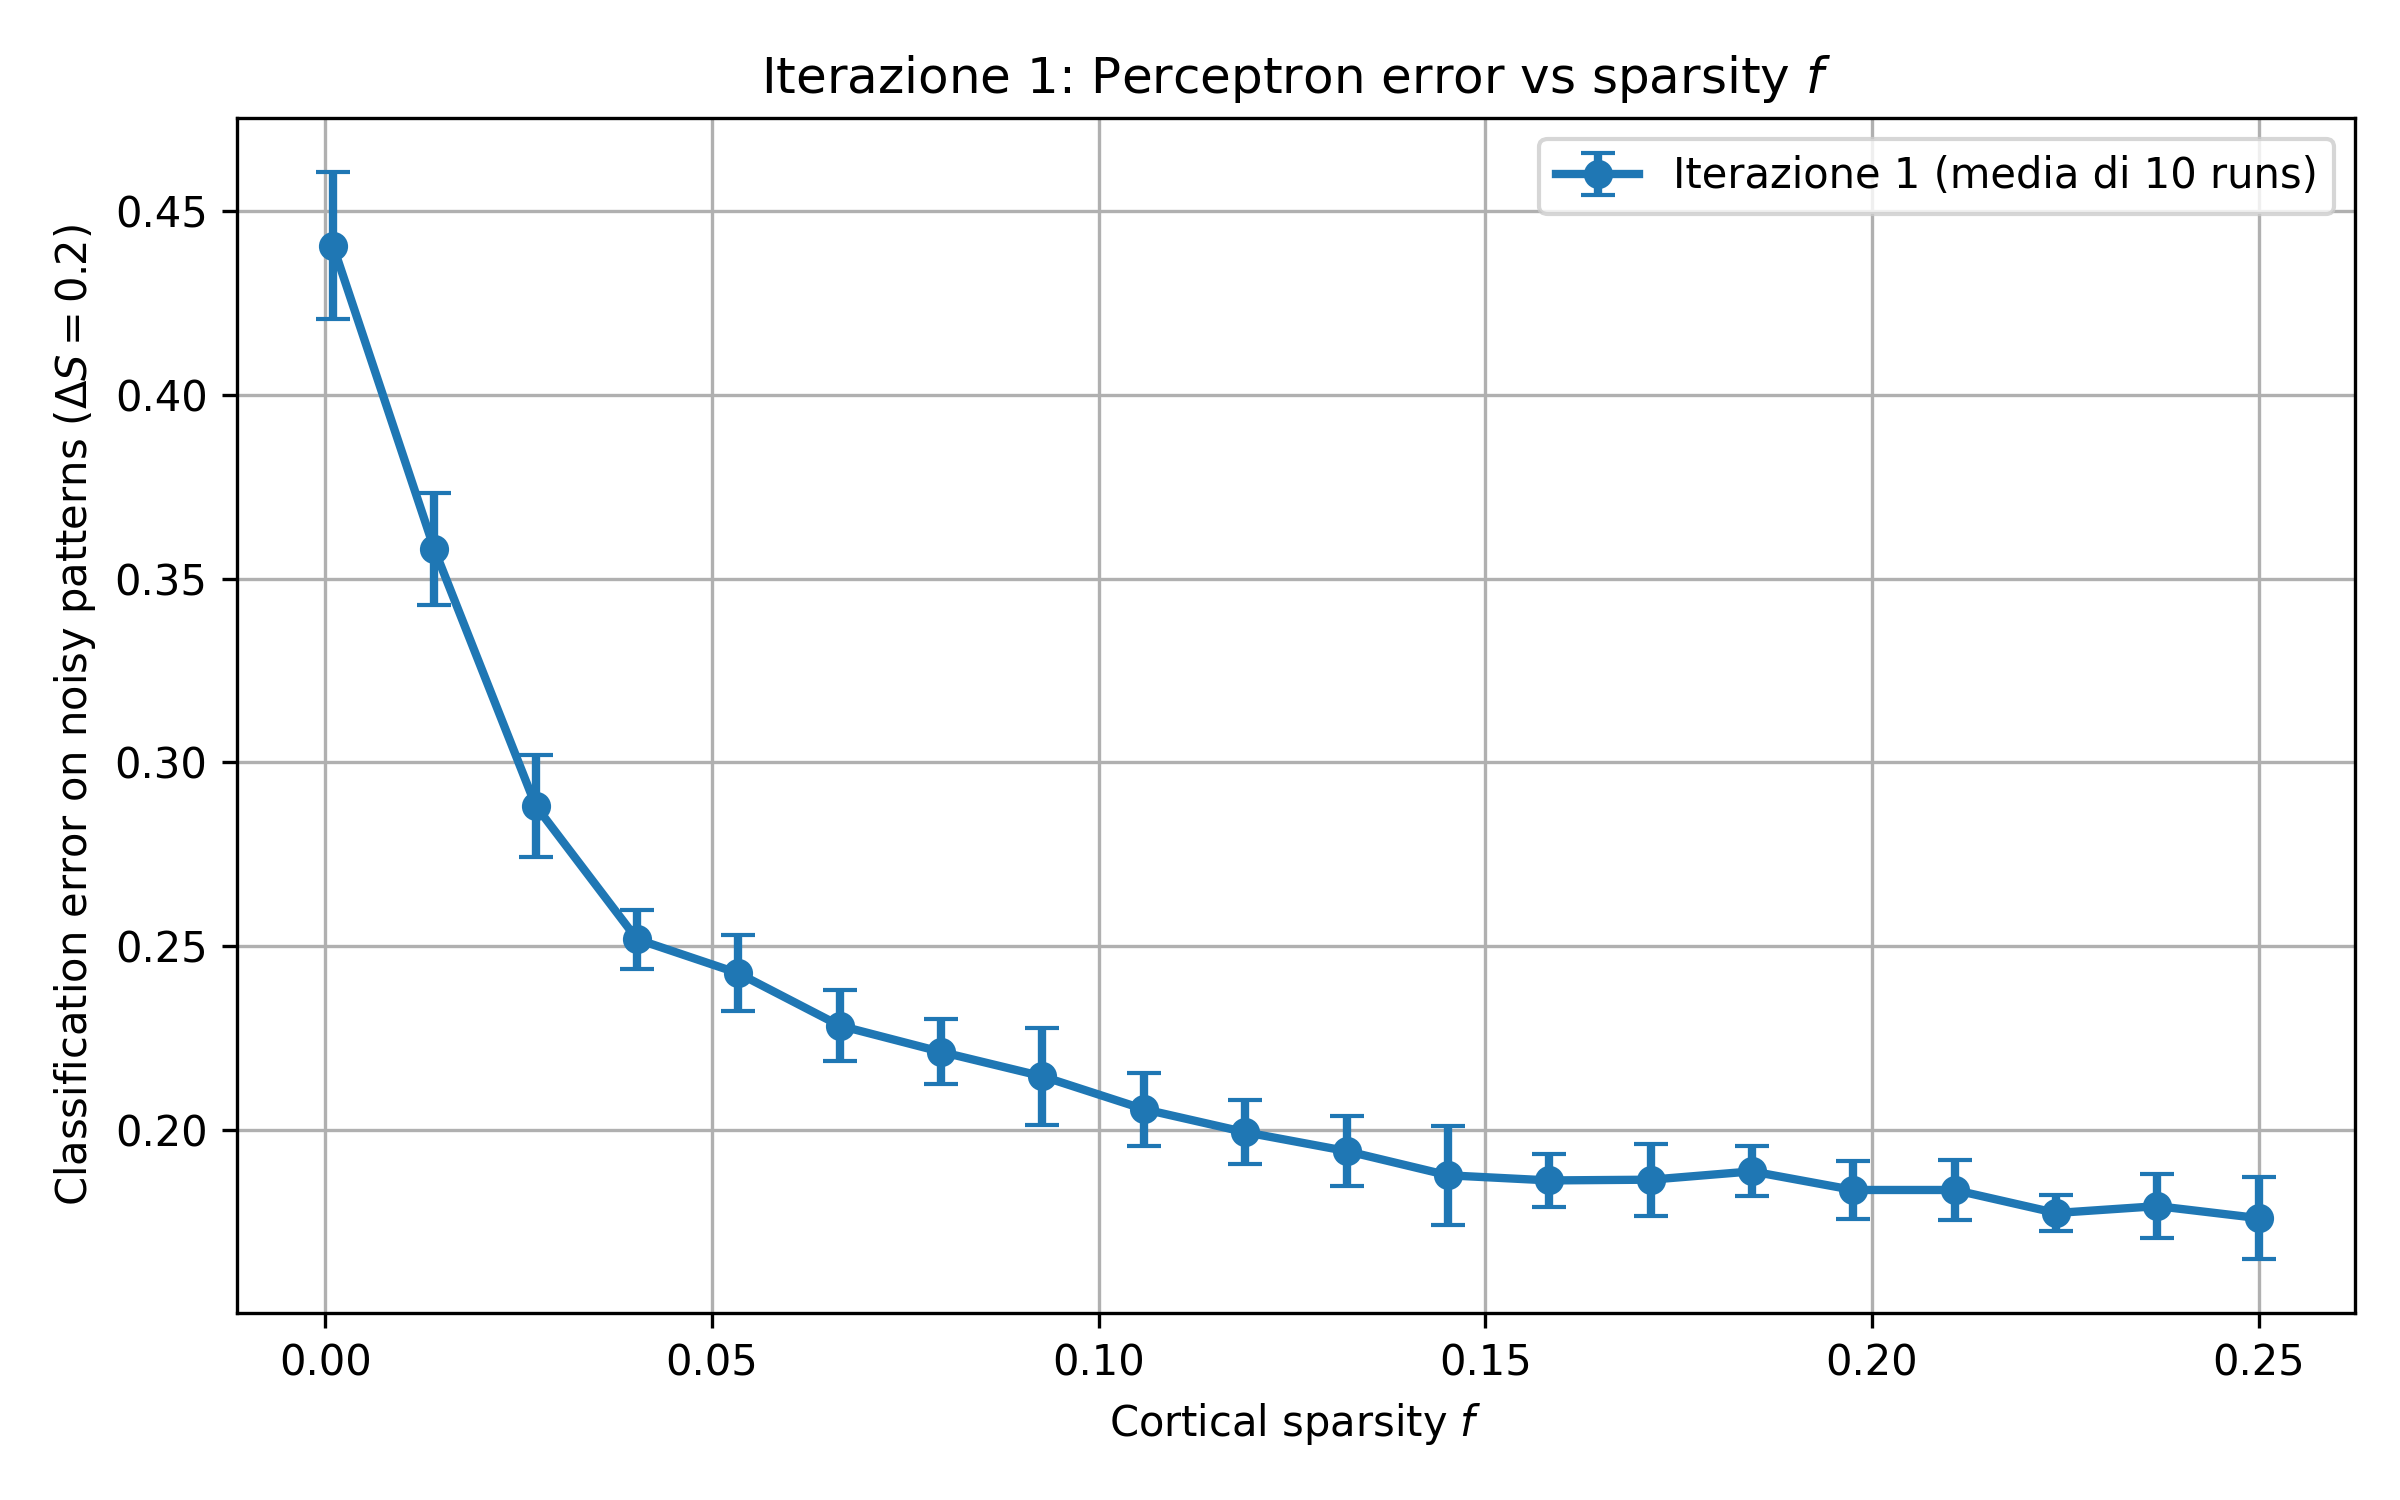 Iterazione 1: Perceptron error vs sparsity f
Iterazione 1 (media di 10 runs)
Classification error on noisy patterns (ΔS = 0.2)
0.45
0.40
0.35
0.30
0.25
0.20
0.00 0.05 0.10 0.15 0.20 0.25
Cortical sparsity f